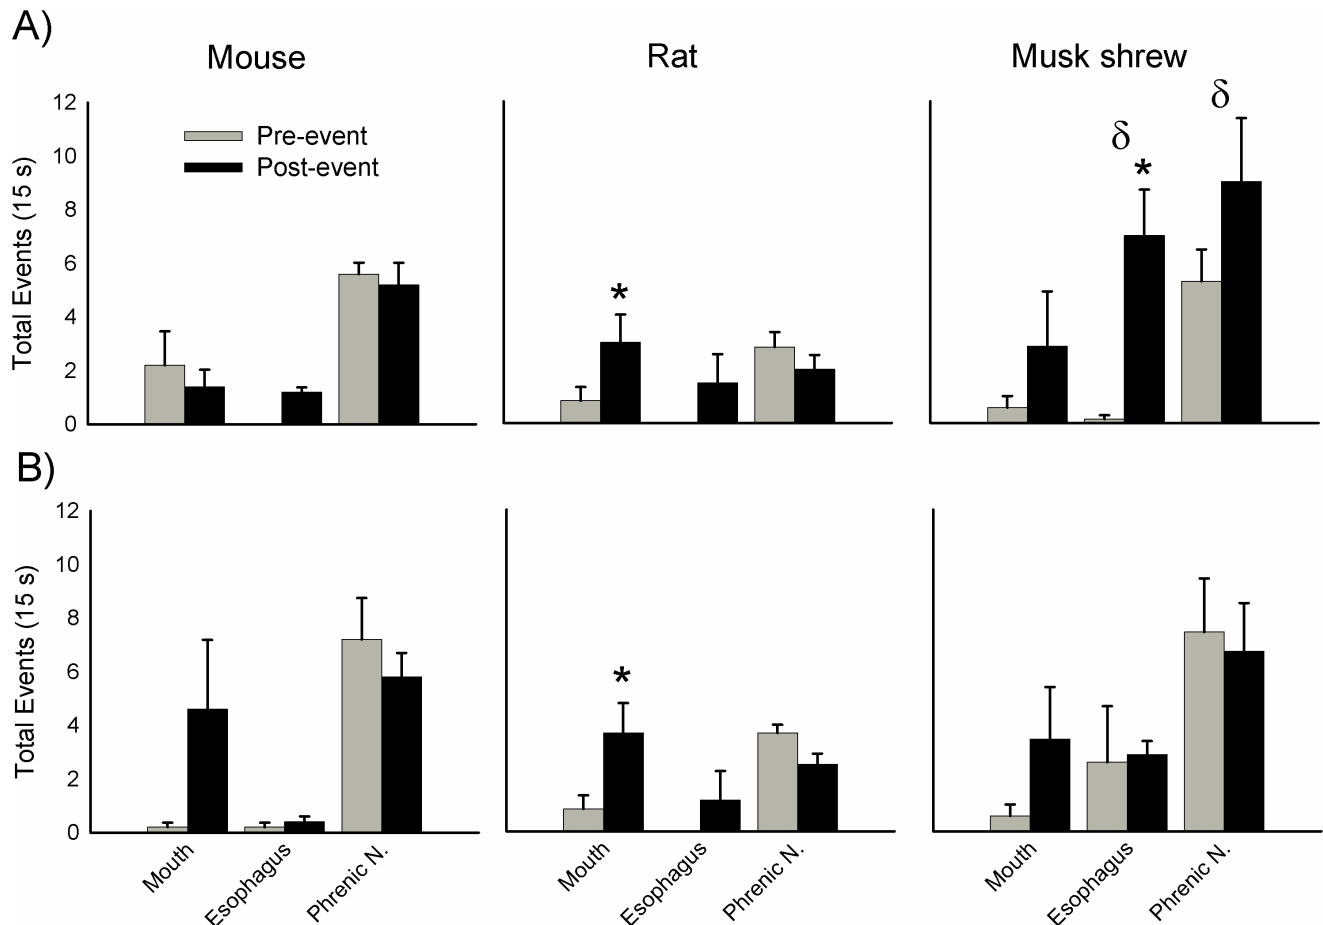 A)
Mouse
Rat
Musk shrew
Total Events (15 s)
12
10
8
6
4
2
0
Pre-event
Post-event
*
δ
*
δ
B)
Total Events (15 s)
12
10
8
6
4
2
0
*
Mouth
Esophagus
Phrenic N.
Mouth
Esophagus
Phrenic N.
Mouth
Esophagus
Phrenic N.